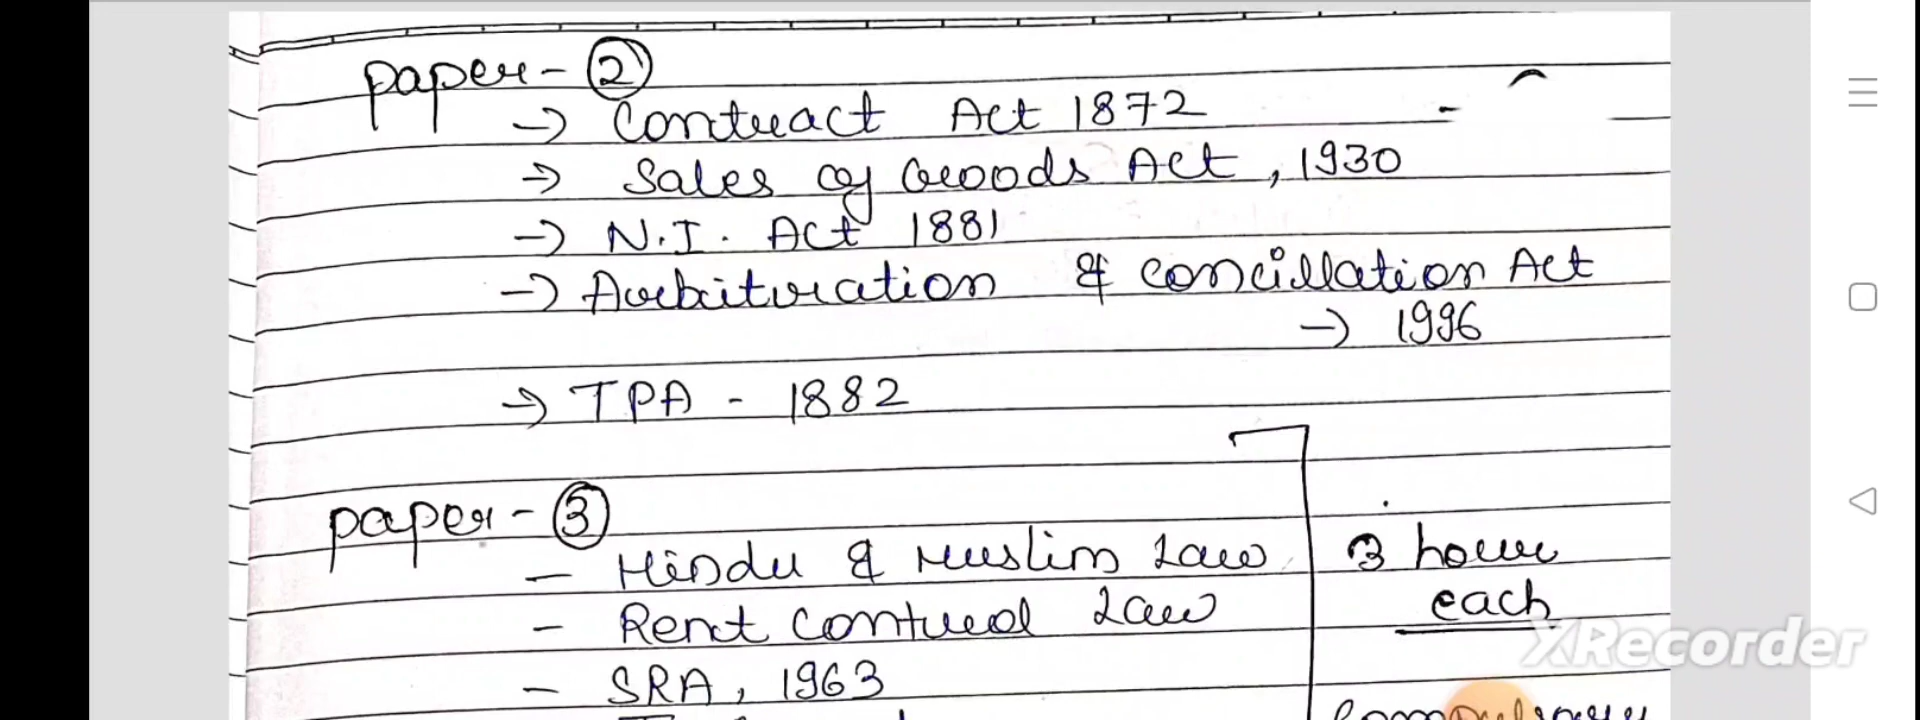 paper - ②
→ Contract Act 1872 -
→ Sales of Goods Act, 1930
→ N.I. Act 1881
→ Arbitration & Concillation Act
→ 1996
→ TPA - 1882
paper - ③
- Hindu & Muslim Law
- Rent Control Law
- SRA, 1963
3 hour
each
XRecorder